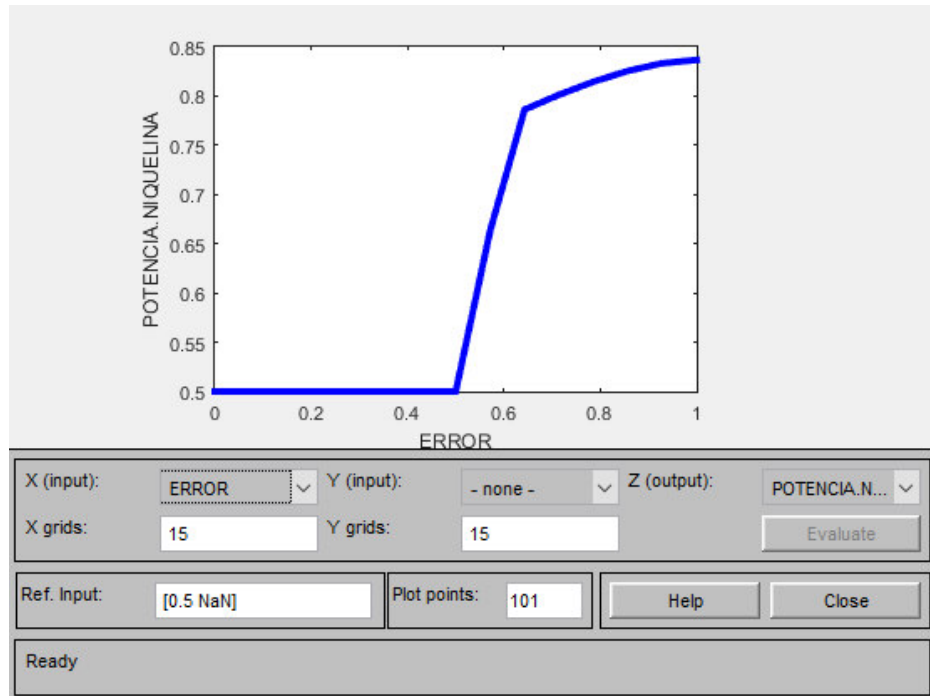 0.85
0.8
0.75
0.7
0.65
0.6
0.55
0.5
POTENCIA.NIQUELINA
0 0.2 0.4 0.6 0.8 1
ERROR
X (input): ERROR Y (input): - none - Z (output): POTENCIA.N...
X grids: 15 Y grids: 15 Evaluate
Ref. Input: [0.5 NaN] Plot points: 101 Help Close
Ready